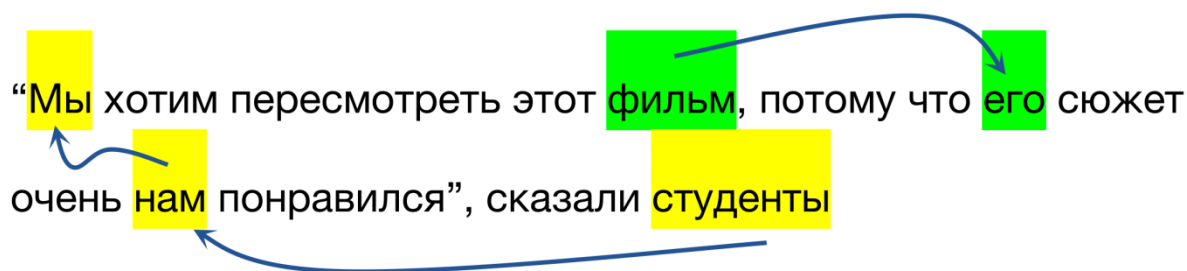 “Мы хотим пересмотреть этот фильм, потому что его сюжет
очень нам понравился”, сказали студенты